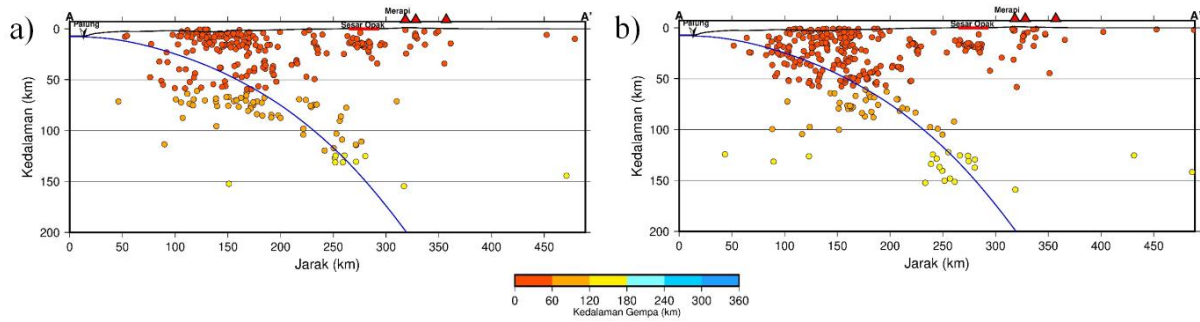 a)
A
Palung
Merapi
Sesar Opak
A'
Kedalaman (km)
0
50
100
150
200
0 50 100 150 200 250 300 350 400 450
Jarak (km)
b)
A
Palung
Merapi
Sesar Opak
A'
Kedalaman (km)
0
50
100
150
200
0 50 100 150 200 250 300 350 400 450
Jarak (km)
0 60 120 180 240 300 360
Kedalaman Gempa (km)